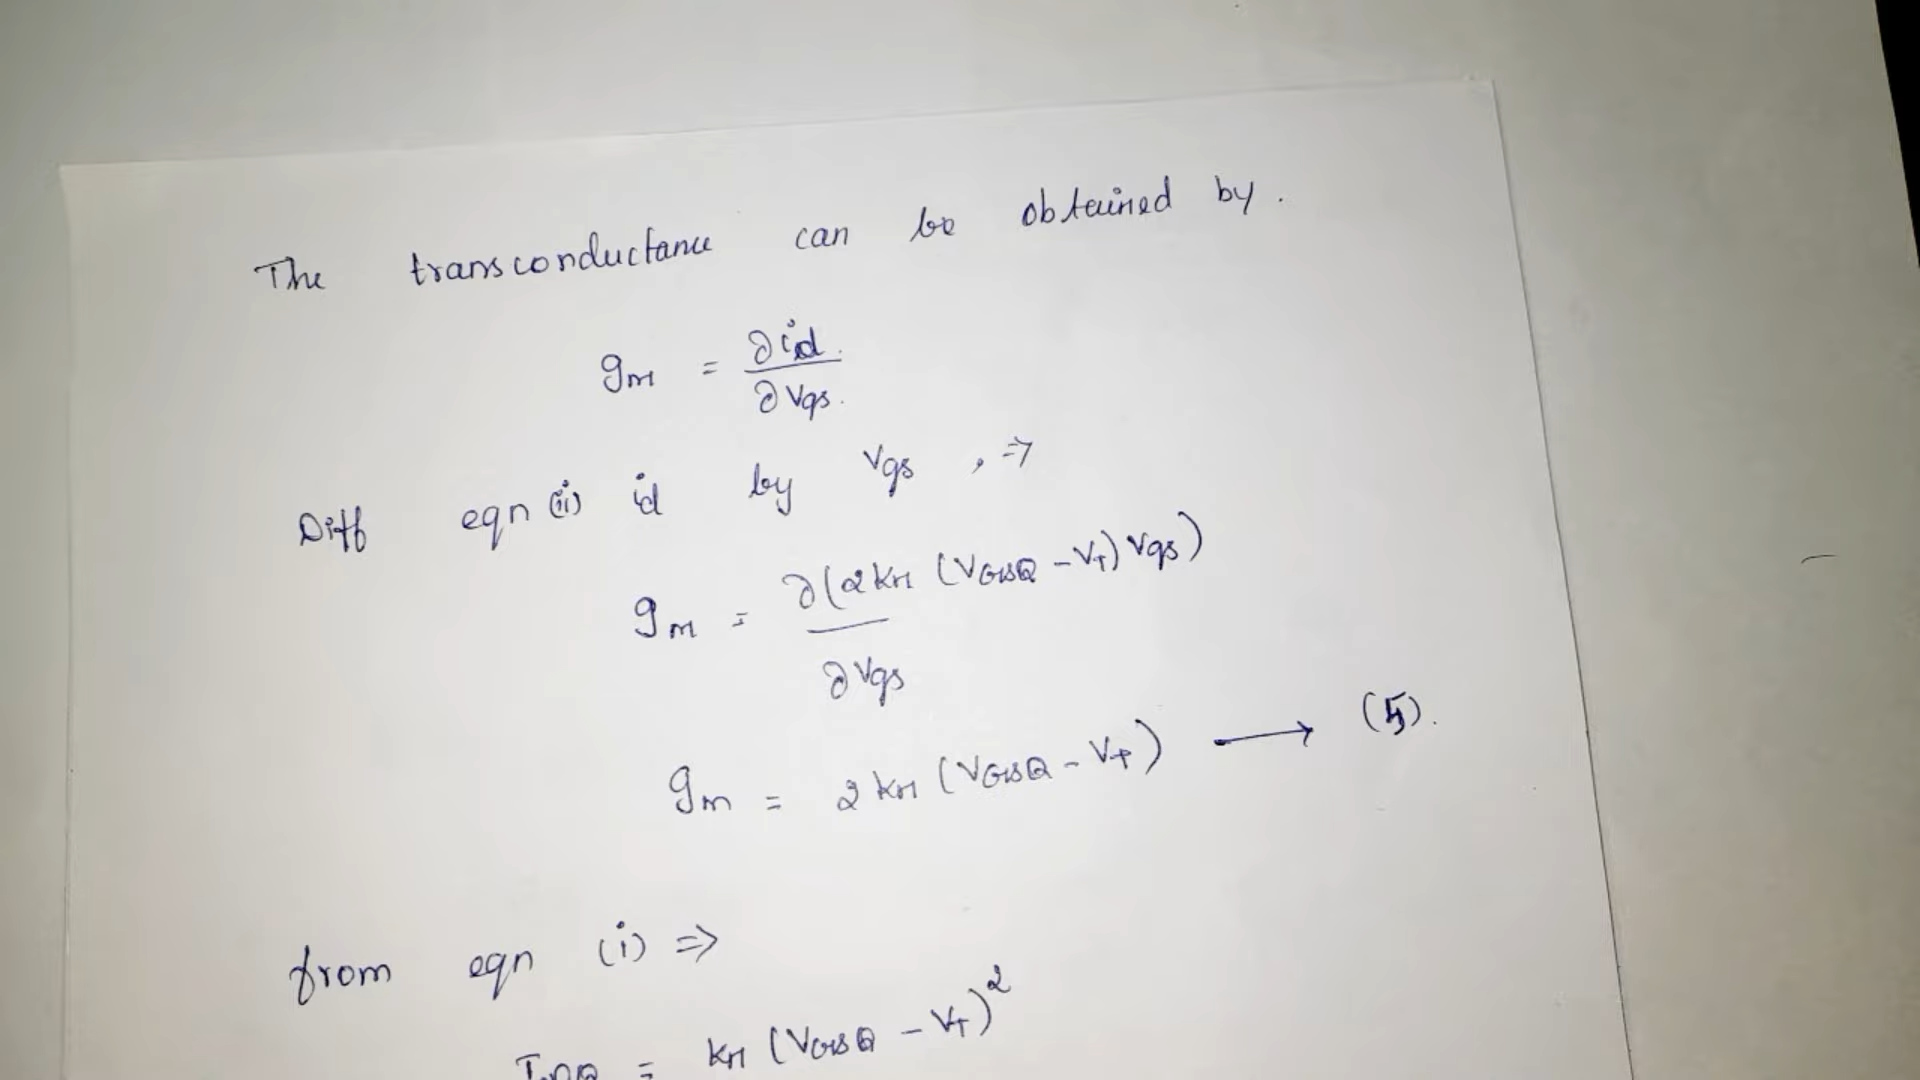 The transconductance can be obtained by.
gm = ∂id. / ∂vgs.
Diff eqn (ii) id by vgs , ⇒
gm = ∂(2kn (VGSQ - VT) vgs) / ∂vgs
gm = 2kn (VGSQ - VT) ⟶ (5).
from eqn (i) ⇒
IDQ = kn (VGSQ - VT)²